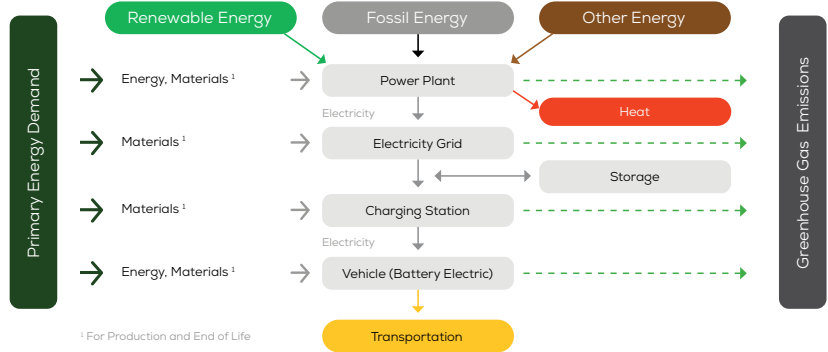 Renewable Energy
Fossil Energy
Other Energy
Primary Energy Demand
Greenhouse Gas Emissions
Energy, Materials ¹
Power Plant
Electricity
Heat
Materials ¹
Electricity Grid
Storage
Materials ¹
Charging Station
Electricity
Energy, Materials ¹
Vehicle (Battery Electric)
¹ For Production and End of Life
Transportation